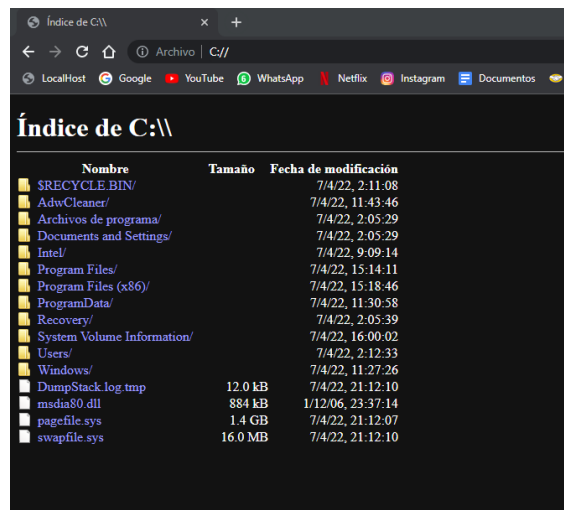 Índice de C:\\
Archivo | C://
LocalHost Google YouTube 6 WhatsApp Netflix Instagram Documentos
Índice de C:\\
Nombre Tamaño Fecha de modificación
$RECYCLE.BIN/ 7/4/22, 2:11:08
AdwCleaner/ 7/4/22, 11:43:46
Archivos de programa/ 7/4/22, 2:05:29
Documents and Settings/ 7/4/22, 2:05:29
Intel/ 7/4/22, 9:09:14
Program Files/ 7/4/22, 15:14:11
Program Files (x86)/ 7/4/22, 15:18:46
ProgramData/ 7/4/22, 11:30:58
Recovery/ 7/4/22, 2:05:39
System Volume Information/ 7/4/22, 16:00:02
Users/ 7/4/22, 2:12:33
Windows/ 7/4/22, 11:27:26
DumpStack.log.tmp 12.0 kB 7/4/22, 21:12:10
msdia80.dll 884 kB 1/12/06, 23:37:14
pagefile.sys 1.4 GB 7/4/22, 21:12:07
swapfile.sys 16.0 MB 7/4/22, 21:12:10